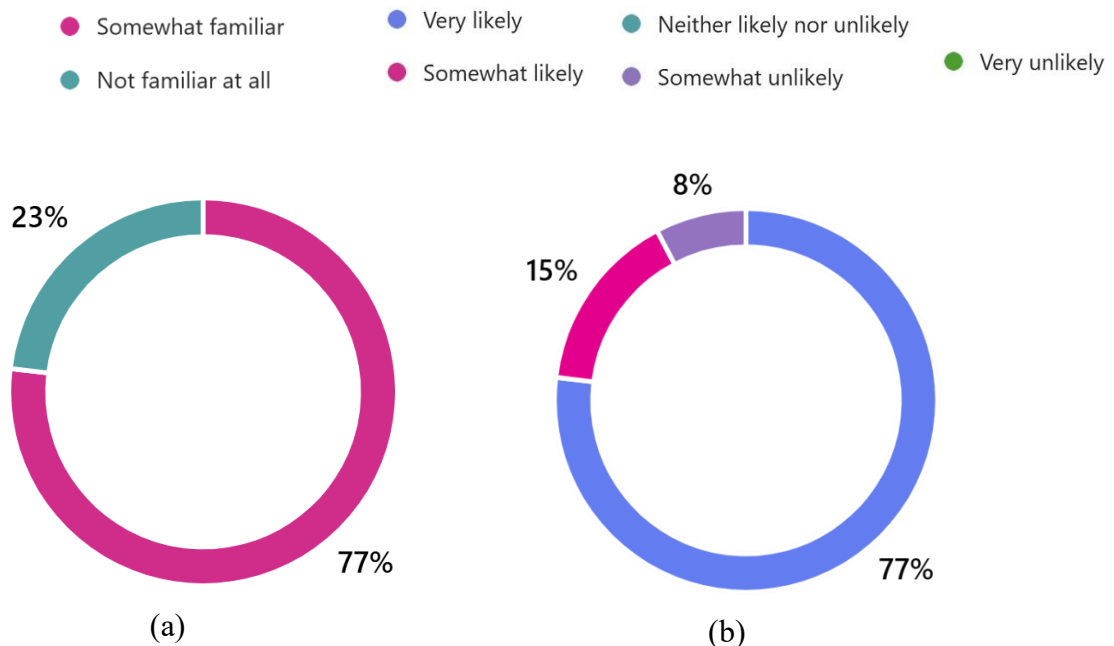 Somewhat familiar
Not familiar at all
Very likely
Somewhat likely
Neither likely nor unlikely
Somewhat unlikely
Very unlikely
23%
77%
(a)
8%
15%
77%
(b)